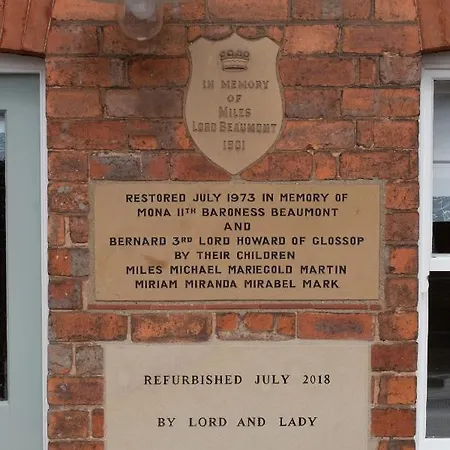 IN MEMORY
OF
MILES
LORD BEAUMONT
1901
RESTORED JULY 1973 IN MEMORY OF
MONA 11TH BARONESS BEAUMONT
AND
BERNARD 3RD LORD HOWARD OF GLOSSOP
BY THEIR CHILDREN
MILES MICHAEL MARIEGOLD MARTIN
MIRIAM MIRANDA MIRABEL MARK
REFURBISHED JULY 2018
BY LORD AND LADY